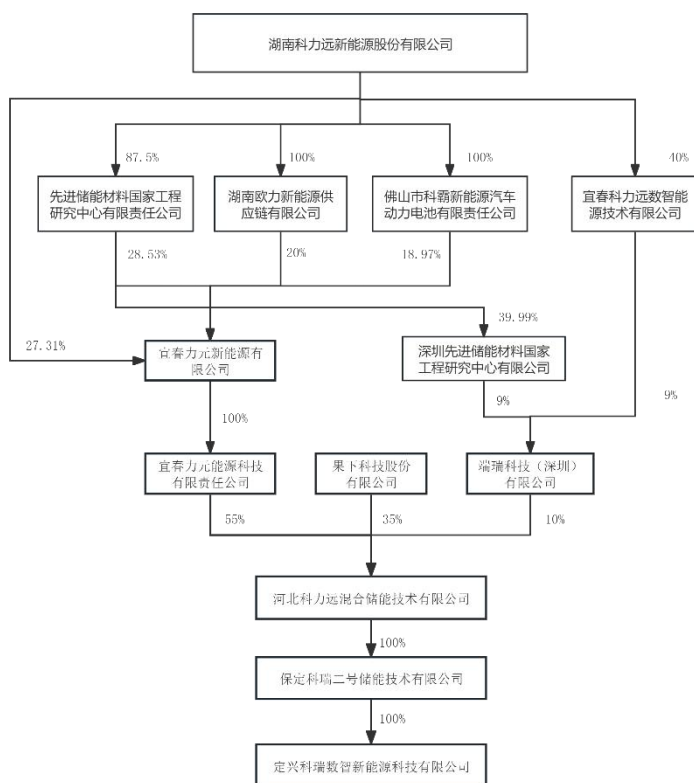 湖南科力远新能源股份有限公司
87.5%
100%
100%
40%
先进储能材料国家工程
研究中心有限责任公司
湖南欧力新能源供
应链有限公司
佛山市科霸新能源汽车
动力电池有限责任公司
宜春科力远数智能
源技术有限公司
28.53%
20%
18.97%
39.99%
27.31%
宜春力元新能源有
限公司
深圳先进储能材料国家
工程研究中心有限公司
9%
9%
100%
宜春力元能源科技
有限责任公司
果下科技股份
有限公司
端瑞科技（深圳）
有限公司
55%
35%
10%
河北科力远混合储能技术有限公司
100%
保定科瑞二号储能技术有限公司
100%
定兴科瑞数智新能源科技有限公司